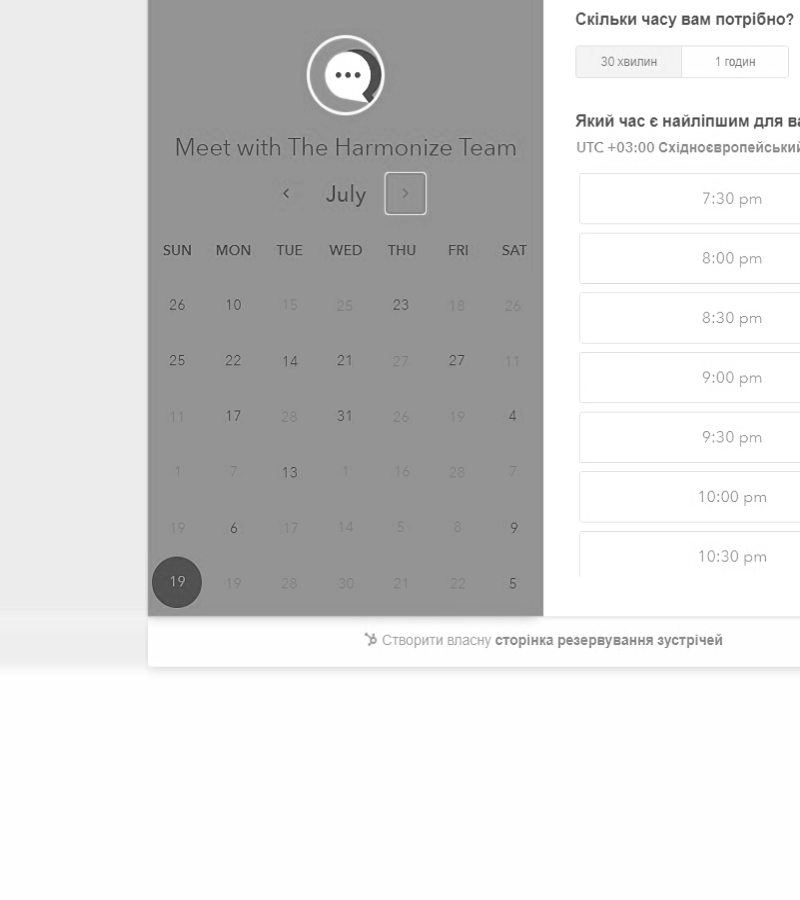 Meet with The Harmonize Team
July
SUN MON TUE WED THU FRI SAT
26 10 15 25 23 18 26
25 22 14 21 27 27 11
11 17 28 31 26 19 4
1 7 13 1 16 28 7
19 6 17 14 5 8 9
19 19 28 30 21 22 5
Скільки часу вам потрібно?
30 хвилин 1 годин
Який час є найліпшим для
UTC +03:00 Східноєвропейський
7:30 pm
8:00 pm
8:30 pm
9:00 pm
9:30 pm
10:00 pm
10:30 pm
Створити власну сторінка резервування зустрічей